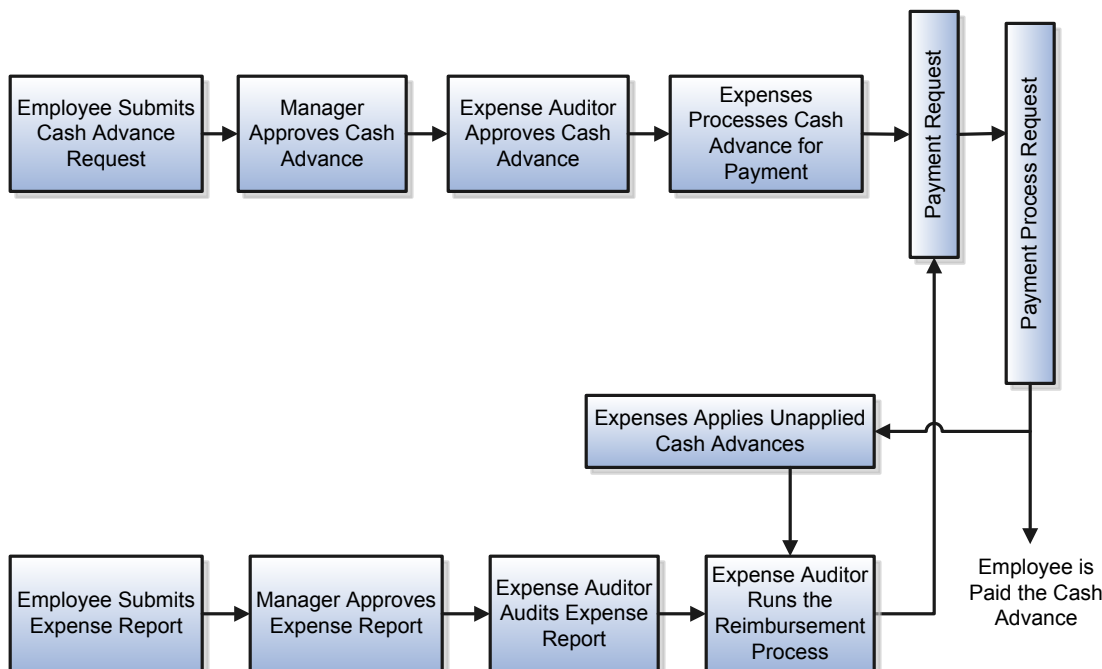 Employee Submits
Cash Advance
Request
Manager
Approves Cash
Advance
Expense Auditor
Approves Cash
Advance
Expenses
Processes Cash
Advance for
Payment
Payment Request
Payment Process Request
Expenses Applies Unapplied
Cash Advances
Employee Submits
Expense Report
Manager Approves
Expense Report
Expense Auditor
Audits Expense
Report
Expense Auditor
Runs the
Reimbursement
Process
Employee is
Paid the Cash
Advance